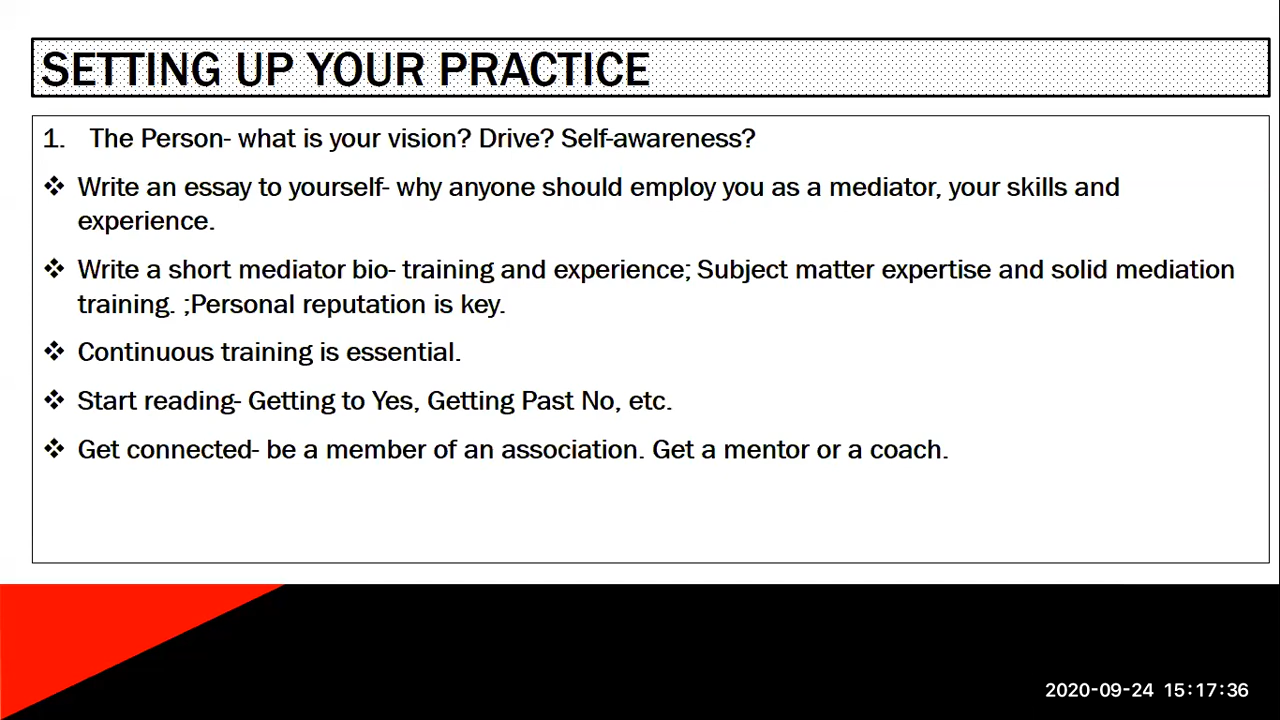 SETTING UP YOUR PRACTICE
1. The Person- what is your vision? Drive? Self-awareness?
❖ Write an essay to yourself- why anyone should employ you as a mediator, your skills and
experience.
❖ Write a short mediator bio- training and experience; Subject matter expertise and solid mediation
training. ;Personal reputation is key.
❖ Continuous training is essential.
❖ Start reading- Getting to Yes, Getting Past No, etc.
❖ Get connected- be a member of an association. Get a mentor or a coach.
2020-09-24 15:17:36